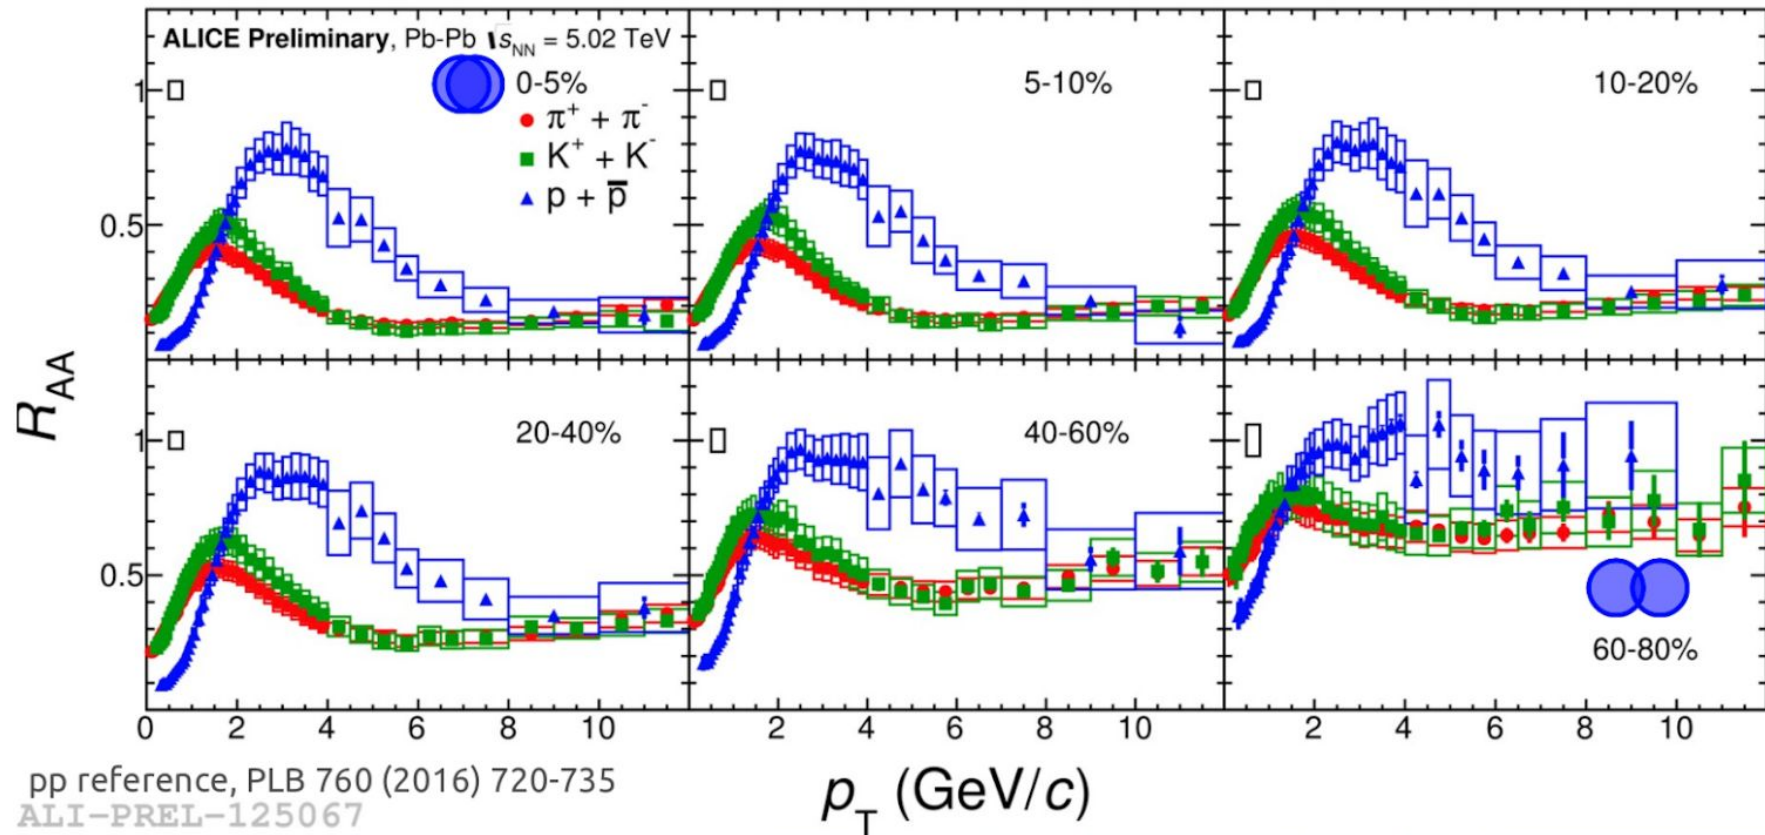 ALICE Preliminary, Pb-Pb √sNN = 5.02 TeV
0-5%
π+ + π-
K+ + K-
p + p̅
5-10%
10-20%
1
0.5
RAA
20-40%
40-60%
60-80%
1
0.5
0 2 4 6 8 10
2 4 6 8 10
2 4 6 8 10
pT (GeV/c)
pp reference, PLB 760 (2016) 720-735
ALI-PREL-125067